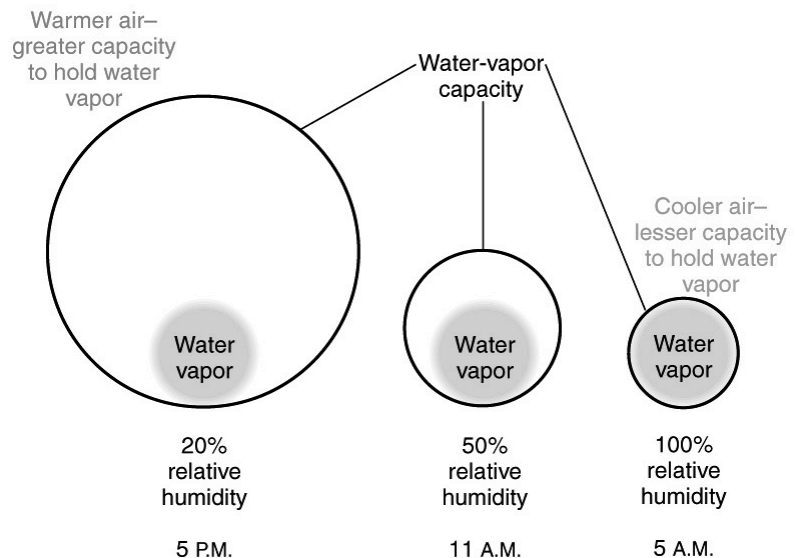 Warmer air–
greater capacity
to hold water
vapor
Water-vapor
capacity
Cooler air–
lesser capacity
to hold water
vapor
Water
vapor
Water
vapor
Water
vapor
20%
relative
humidity
50%
relative
humidity
100%
relative
humidity
5 P.M.
11 A.M.
5 A.M.